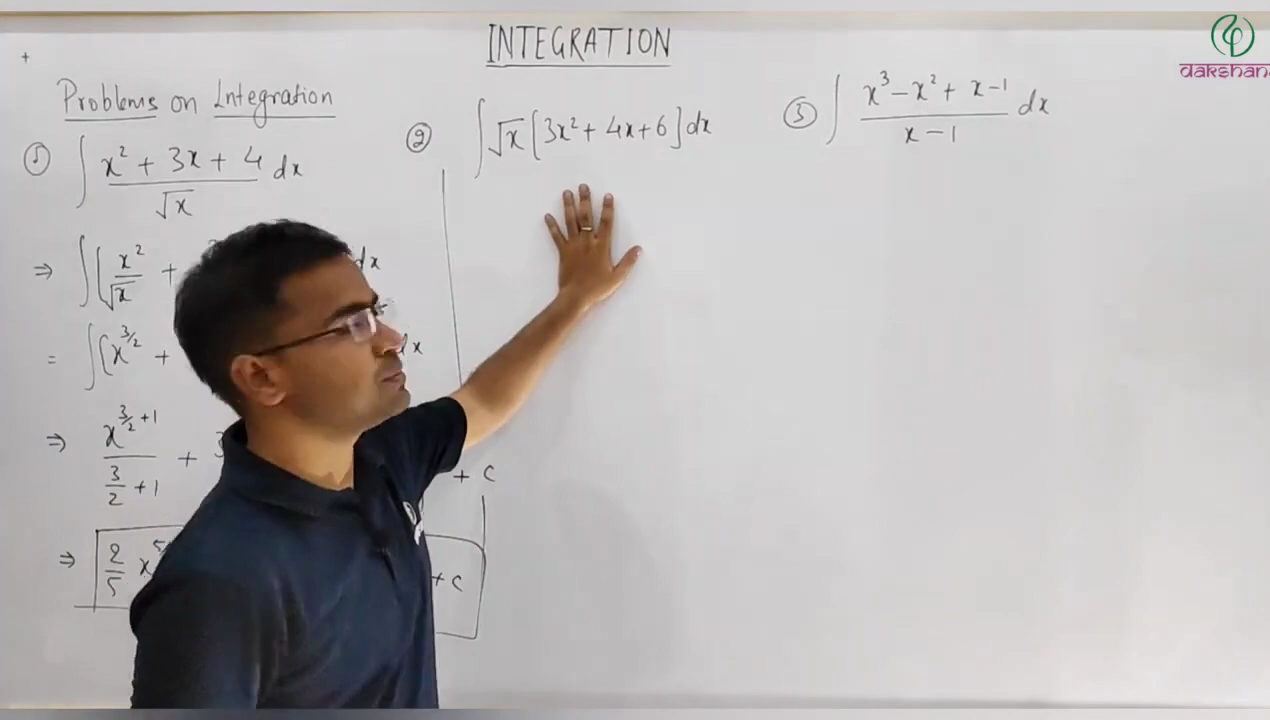 INTEGRATION
dakshana
Problems on Integration
1) ∫ x² + 3x + 4 / √x dx
⇒ ∫ ( x² / √x + dx
= ∫ ( x^3/2 + dx
⇒ x^(3/2 + 1) / (3/2 + 1) + 3 + c
⇒ 2/5 x + c
② ∫ √x [3x² + 4x + 6] dx
③ ∫ x³ – x² + x – 1 / x – 1 dx